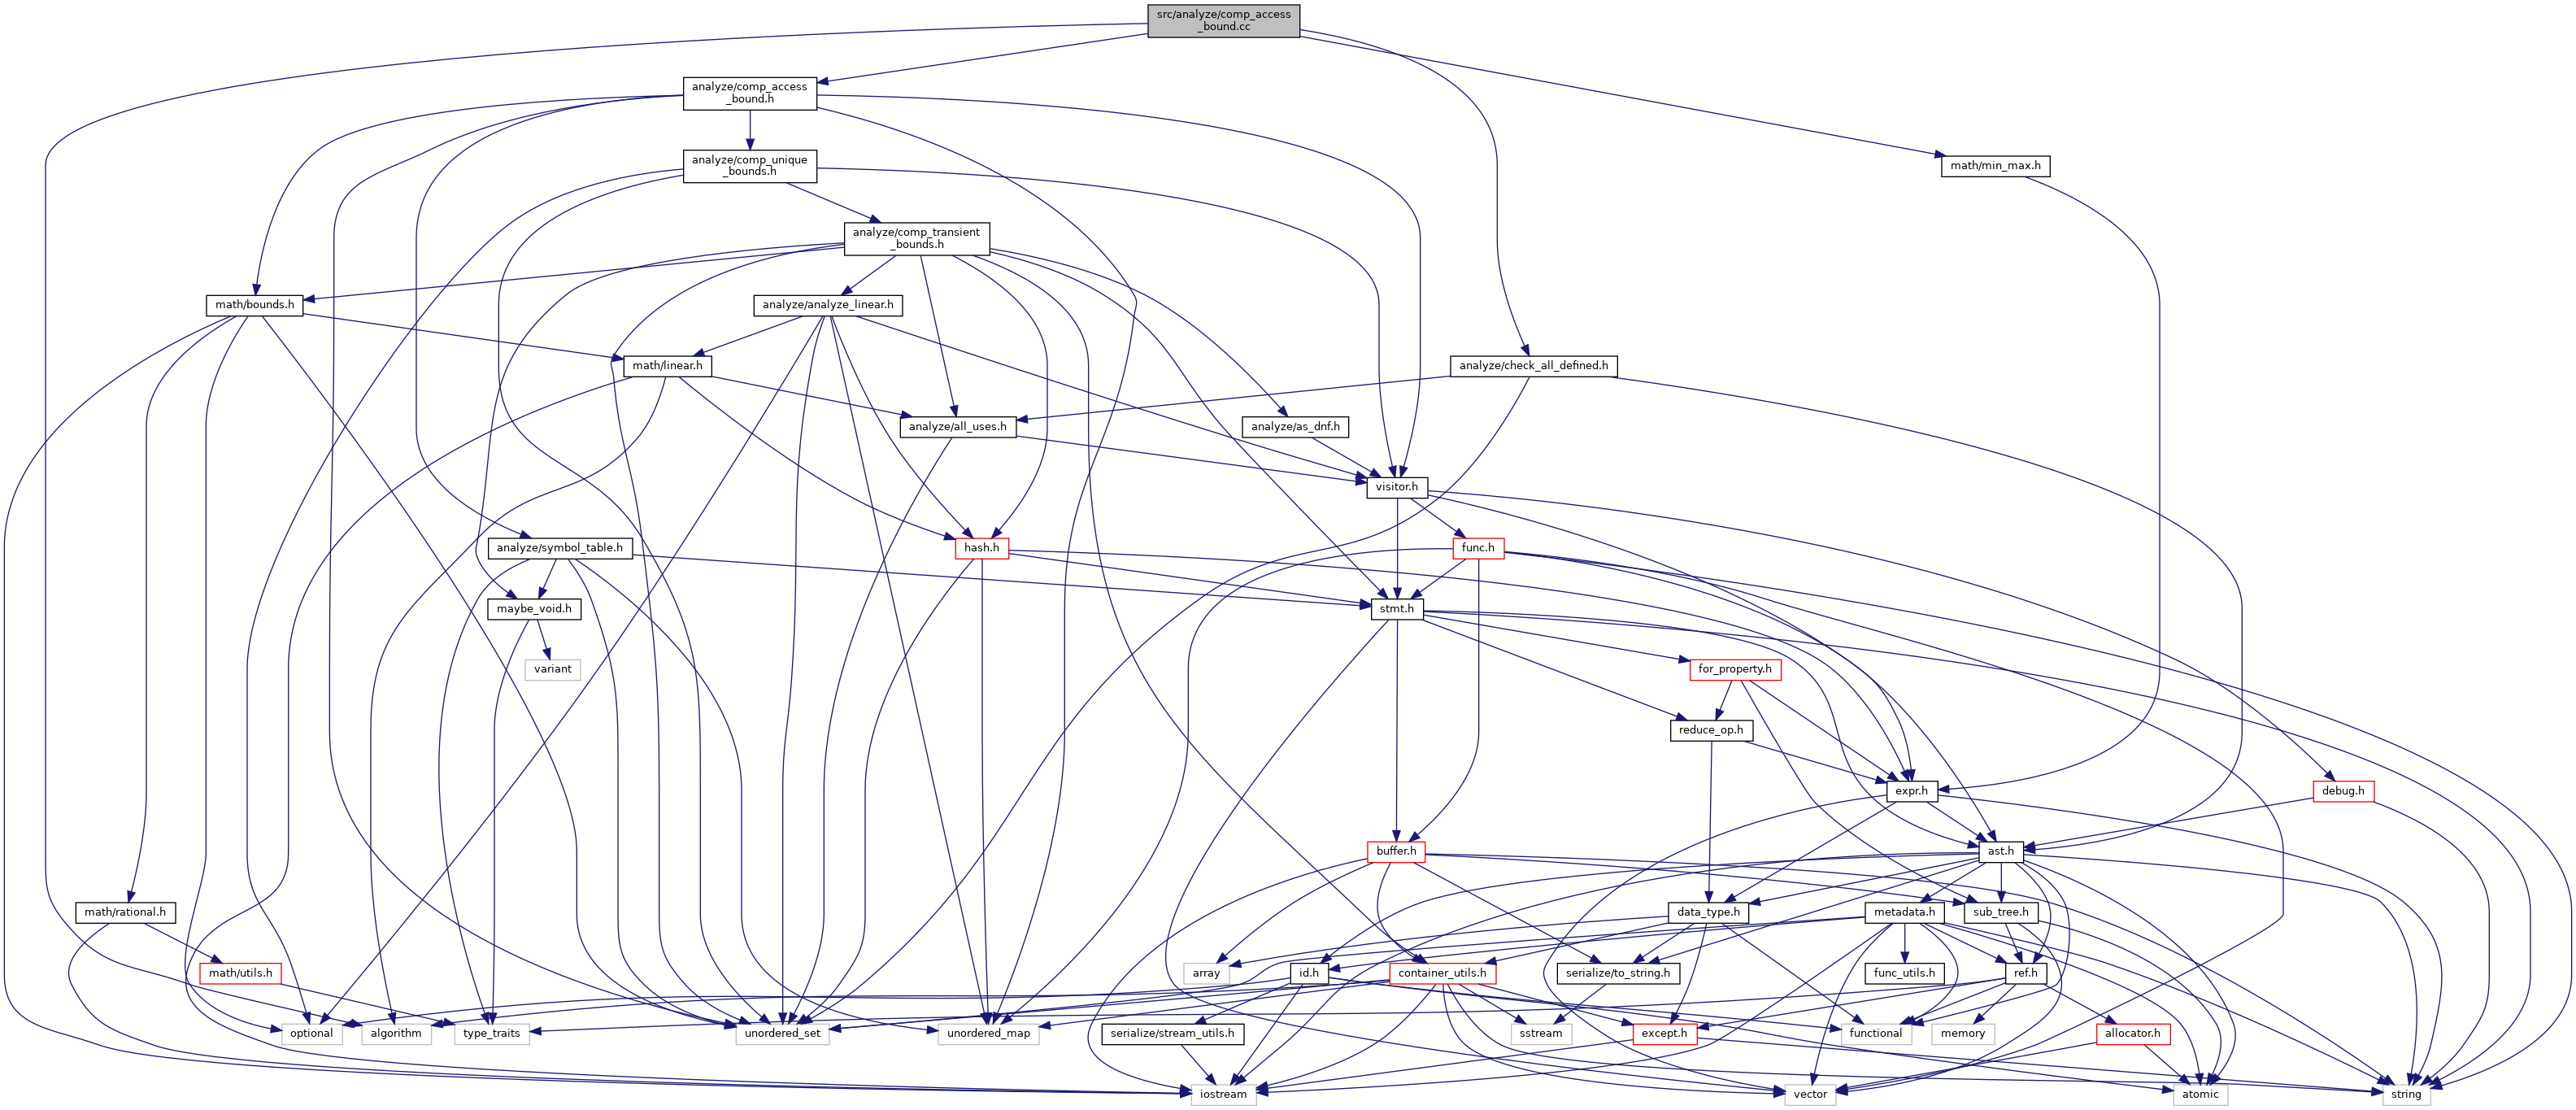 src/analyze/comp_access
_bound.cc
analyze/comp_access
_bound.h
analyze/comp_unique
_bounds.h
math/min_max.h
analyze/comp_transient
_bounds.h
math/bounds.h
analyze/analyze_linear.h
math/linear.h
analyze/check_all_defined.h
analyze/all_uses.h
analyze/as_dnf.h
visitor.h
analyze/symbol_table.h
hash.h
func.h
maybe_void.h
stmt.h
variant
for_property.h
reduce_op.h
expr.h
debug.h
buffer.h
ast.h
math/rational.h
data_type.h
metadata.h
sub_tree.h
math/utils.h
array
id.h
container_utils.h
serialize/to_string.h
func_utils.h
ref.h
optional
algorithm
type_traits
unordered_set
unordered_map
serialize/stream_utils.h
sstream
except.h
functional
memory
allocator.h
iostream
vector
atomic
string